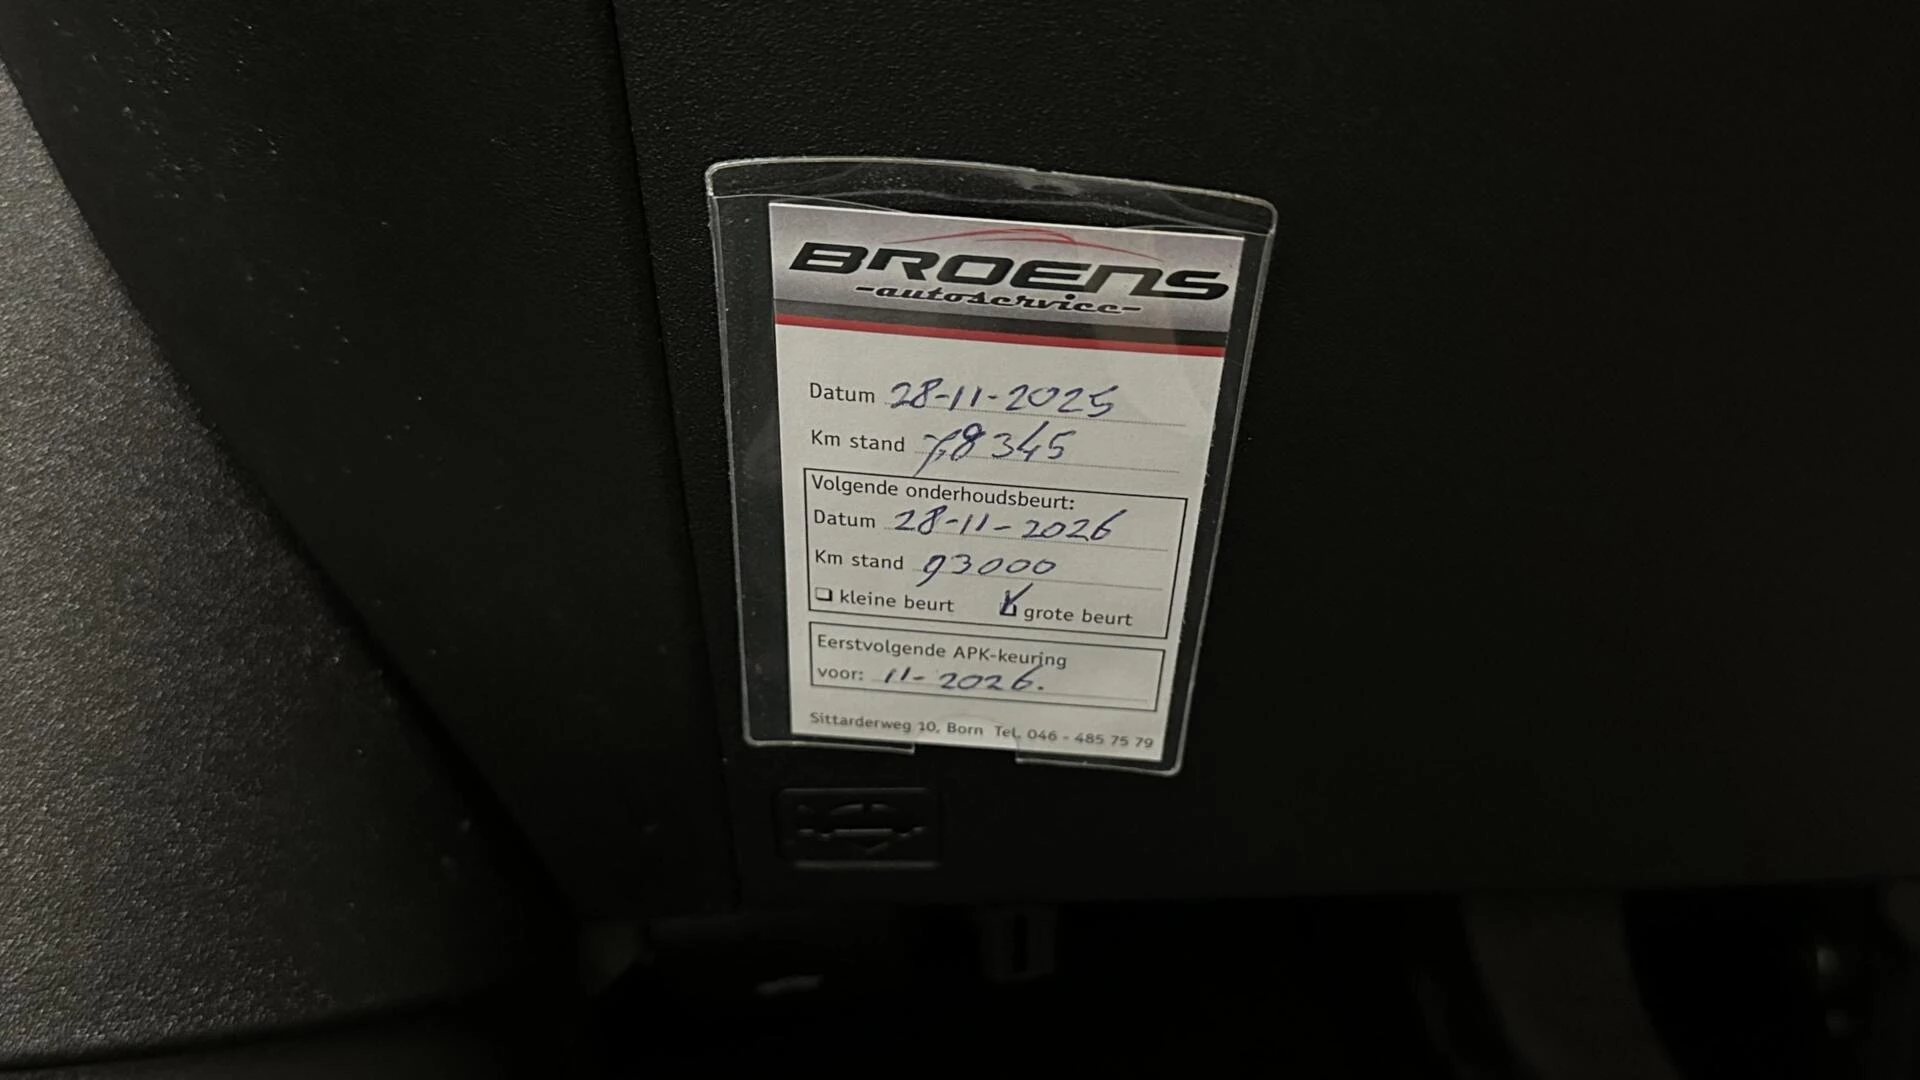 BROENS
-autoservice-
Datum 28-11-2025
Km stand 78345
Volgende onderhoudsbeurt:
Datum 28-11-2026
Km stand 93000
kleine beurt grote beurt
Eerstvolgende APK-keuring
voor: 11-2026.
Sittarderweg 10, Born Tel. 046 - 485 75 79